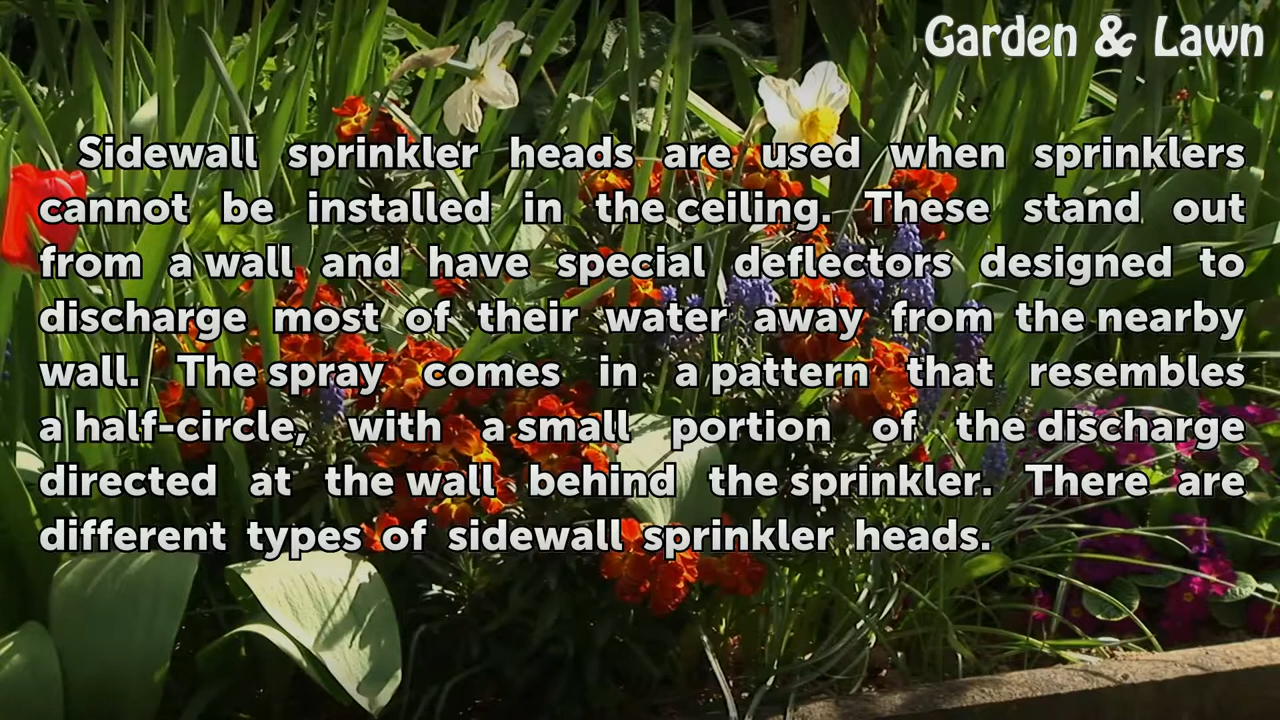 Garden & Lawn
Sidewall sprinkler heads are used when sprinklers
cannot be installed in the ceiling. These stand out
from a wall and have special deflectors designed to
discharge most of their water away from the nearby
wall. The spray comes in a pattern that resembles
a half-circle, with a small portion of the discharge
directed at the wall behind the sprinkler. There are
different types of sidewall sprinkler heads.